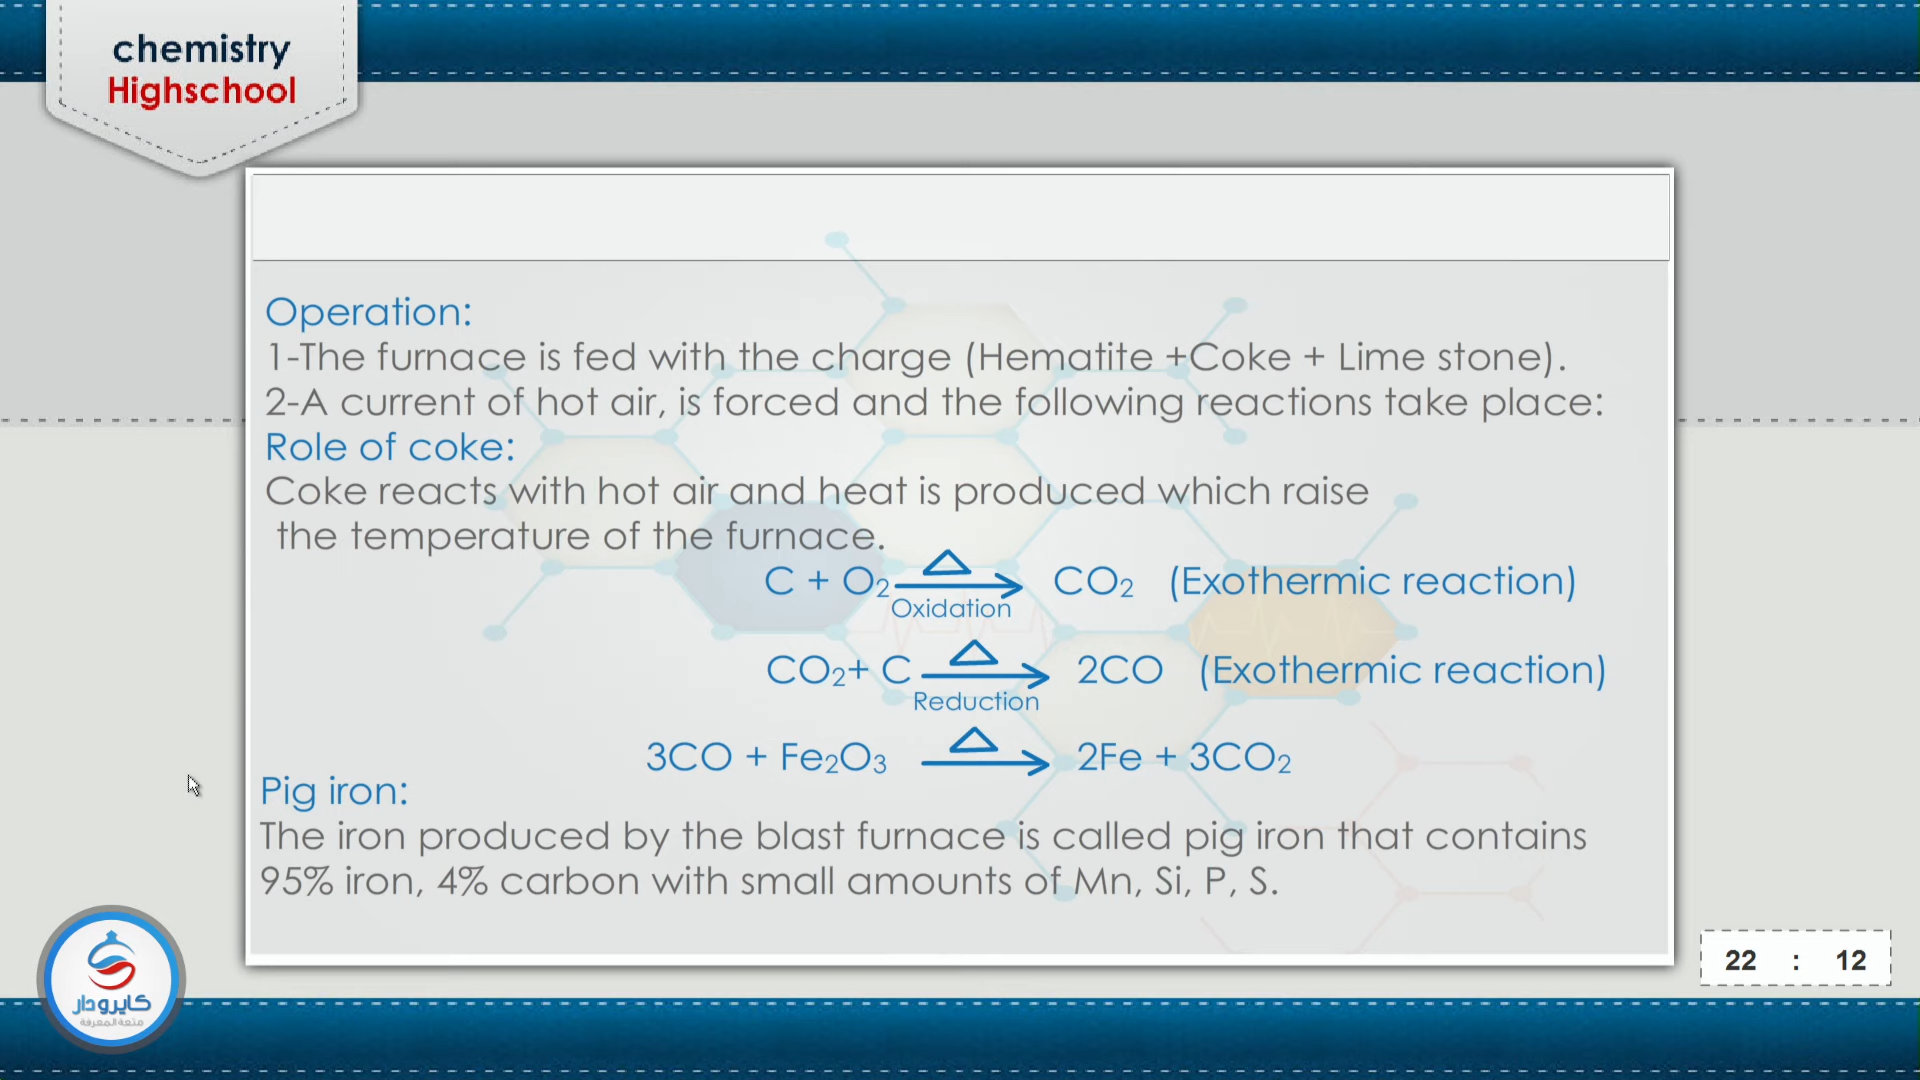 chemistry
Highschool
Operation:
1-The furnace is fed with the charge (Hematite +Coke + Lime stone).
2-A current of hot air, is forced and the following reactions take place:
Role of coke:
Coke reacts with hot air and heat is produced which raise
the temperature of the furnace.
C + O₂ △→ CO₂ (Exothermic reaction)
Oxidation
CO₂+ C △→ 2CO (Exothermic reaction)
Reduction
3CO + Fe₂O₃ △→ 2Fe + 3CO₂
Pig iron:
The iron produced by the blast furnace is called pig iron that contains
95% iron, 4% carbon with small amounts of Mn, Si, P, S.
22 : 12
كايرودار
متعة المعرفة